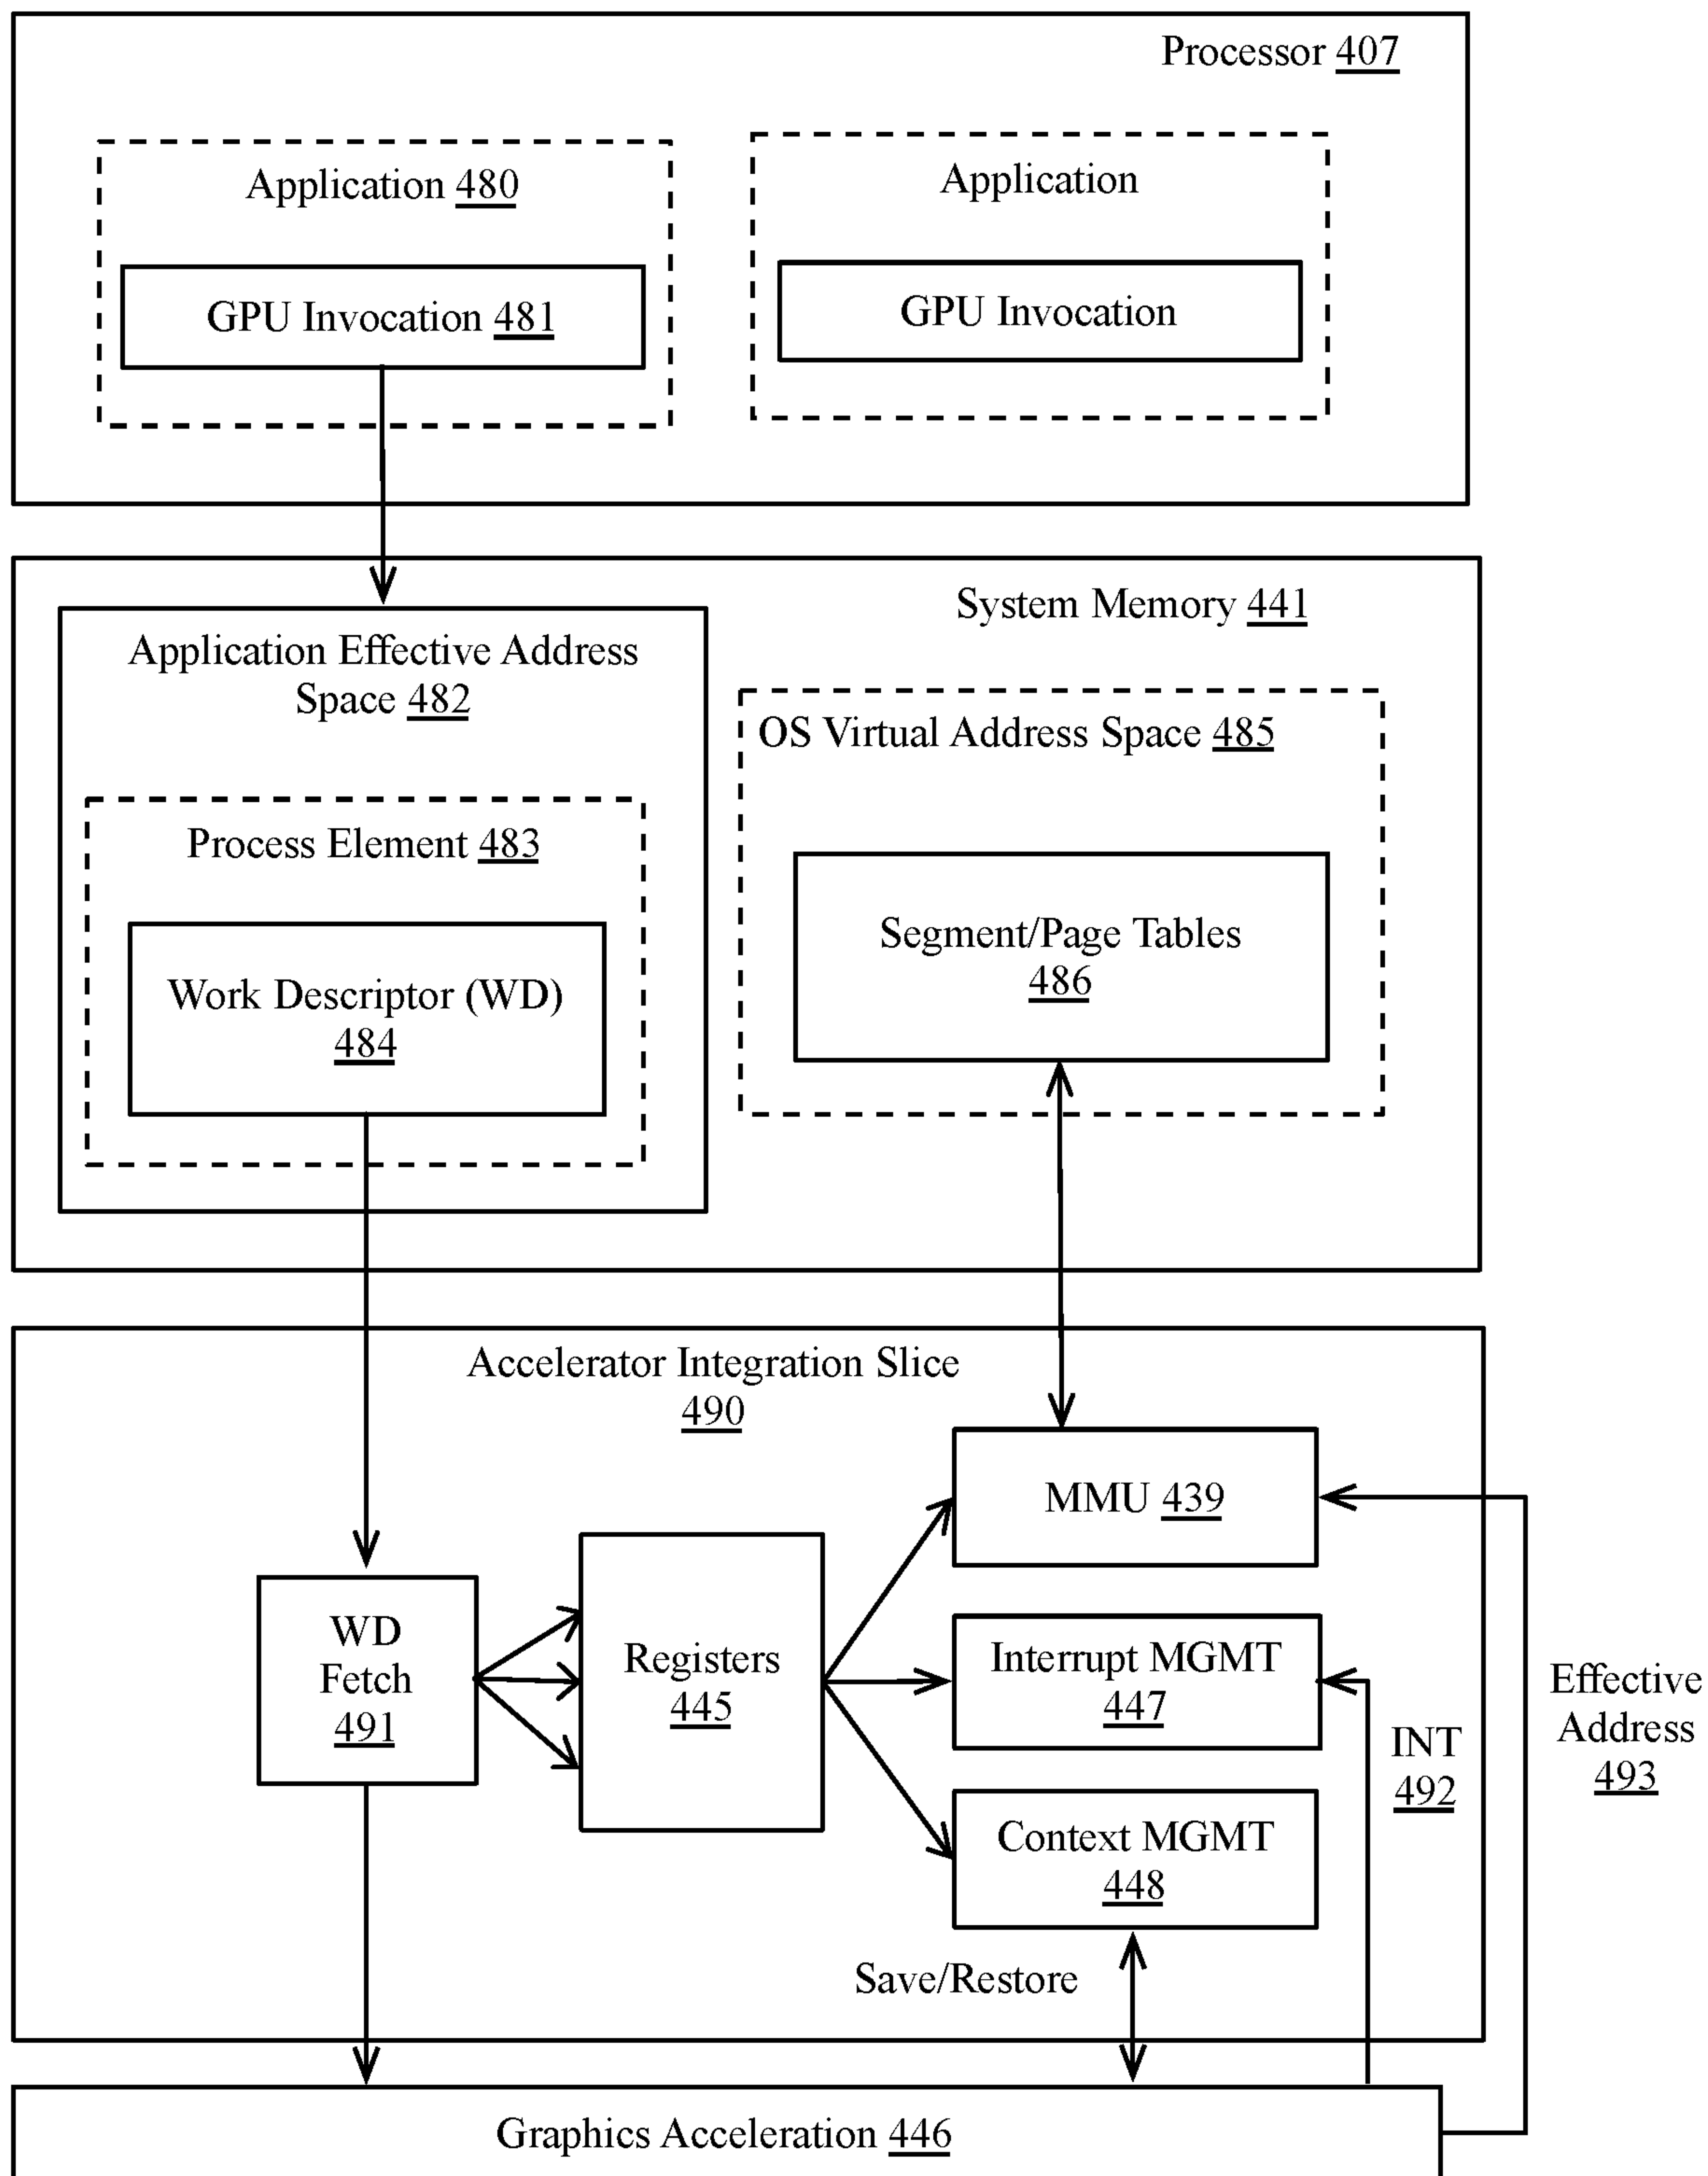 Processor 407
Application 480
Application
GPU Invocation 481
GPU Invocation
System Memory 441
Application Effective Address
Space 482
OS Virtual Address Space 485
Process Element 483
Segment/Page Tables
486
Work Descriptor (WD)
484
Accelerator Integration Slice
490
MMU 439
WD
Fetch
491
Registers
445
Interrupt MGMT
447
Effective
Address
493
INT
492
Context MGMT
448
Save/Restore
Graphics Acceleration 446